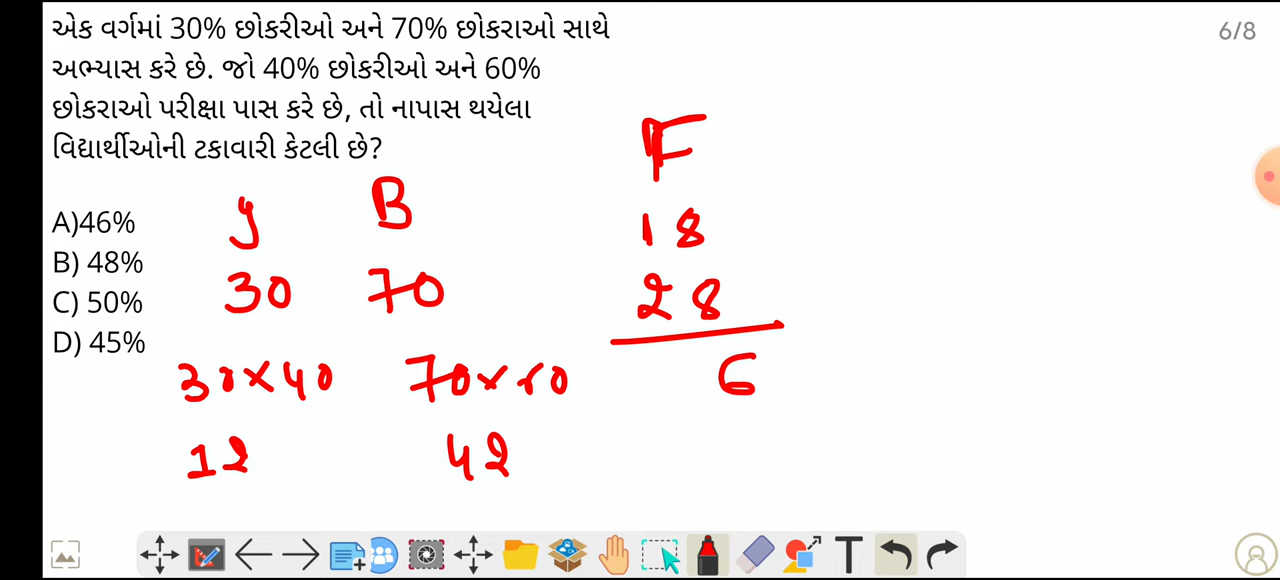 એક વર્ગમાં 30% છોકરીઓ અને 70% છોકરાઓ સાથે
અભ્યાસ કરે છે. જો 40% છોકરીઓ અને 60%
છોકરાઓ પરીક્ષા પાસ કરે છે, તો નાપાસ થયેલા
વિદ્યાર્થીઓની ટકાવારી કેટલી છે?
6/8
A)46%
B) 48%
C) 50%
D) 45%
B
30 70
30×40 70×60
12 42
F
18
28
6
T